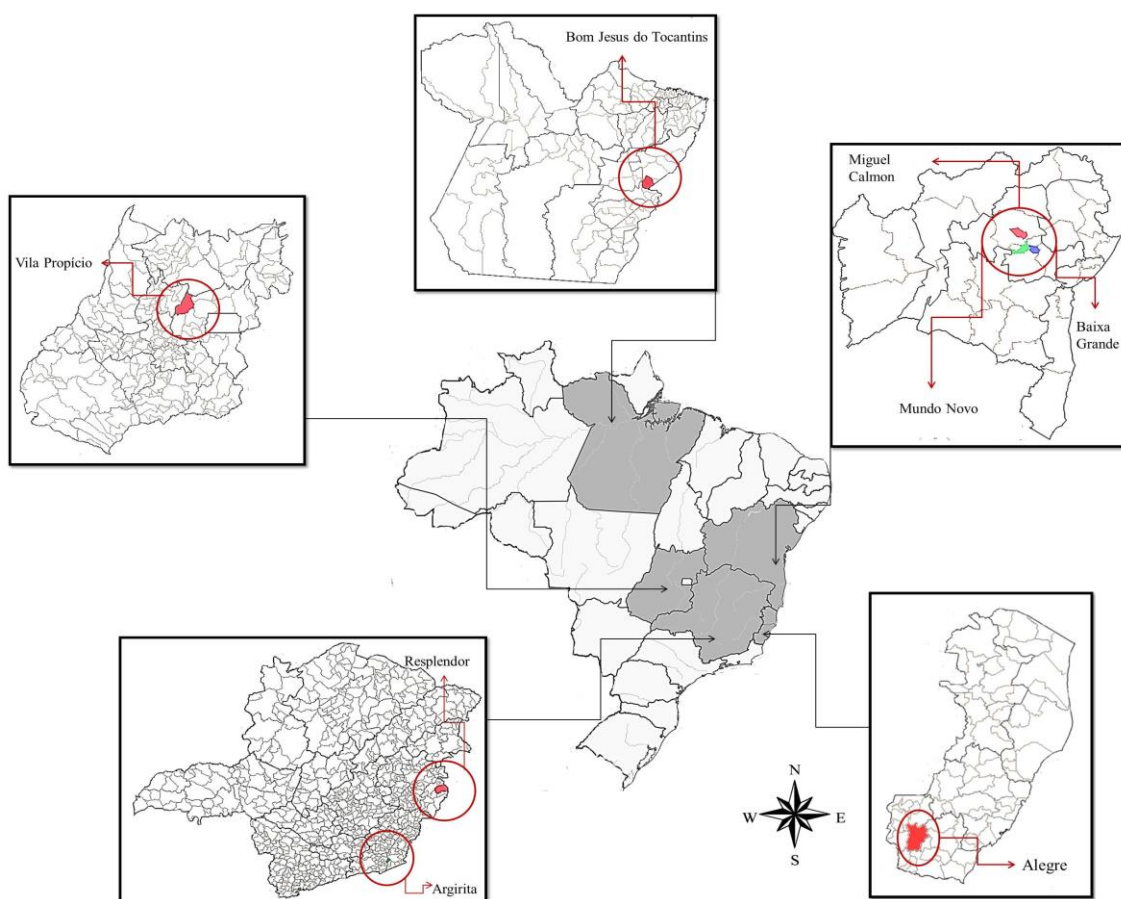 Bom Jesus do Tocantins
Miguel
Calmon
Vila Propício
Baixa
Grande
Mundo Novo
Resplendor
N
W
E
S
Argirita
Alegre